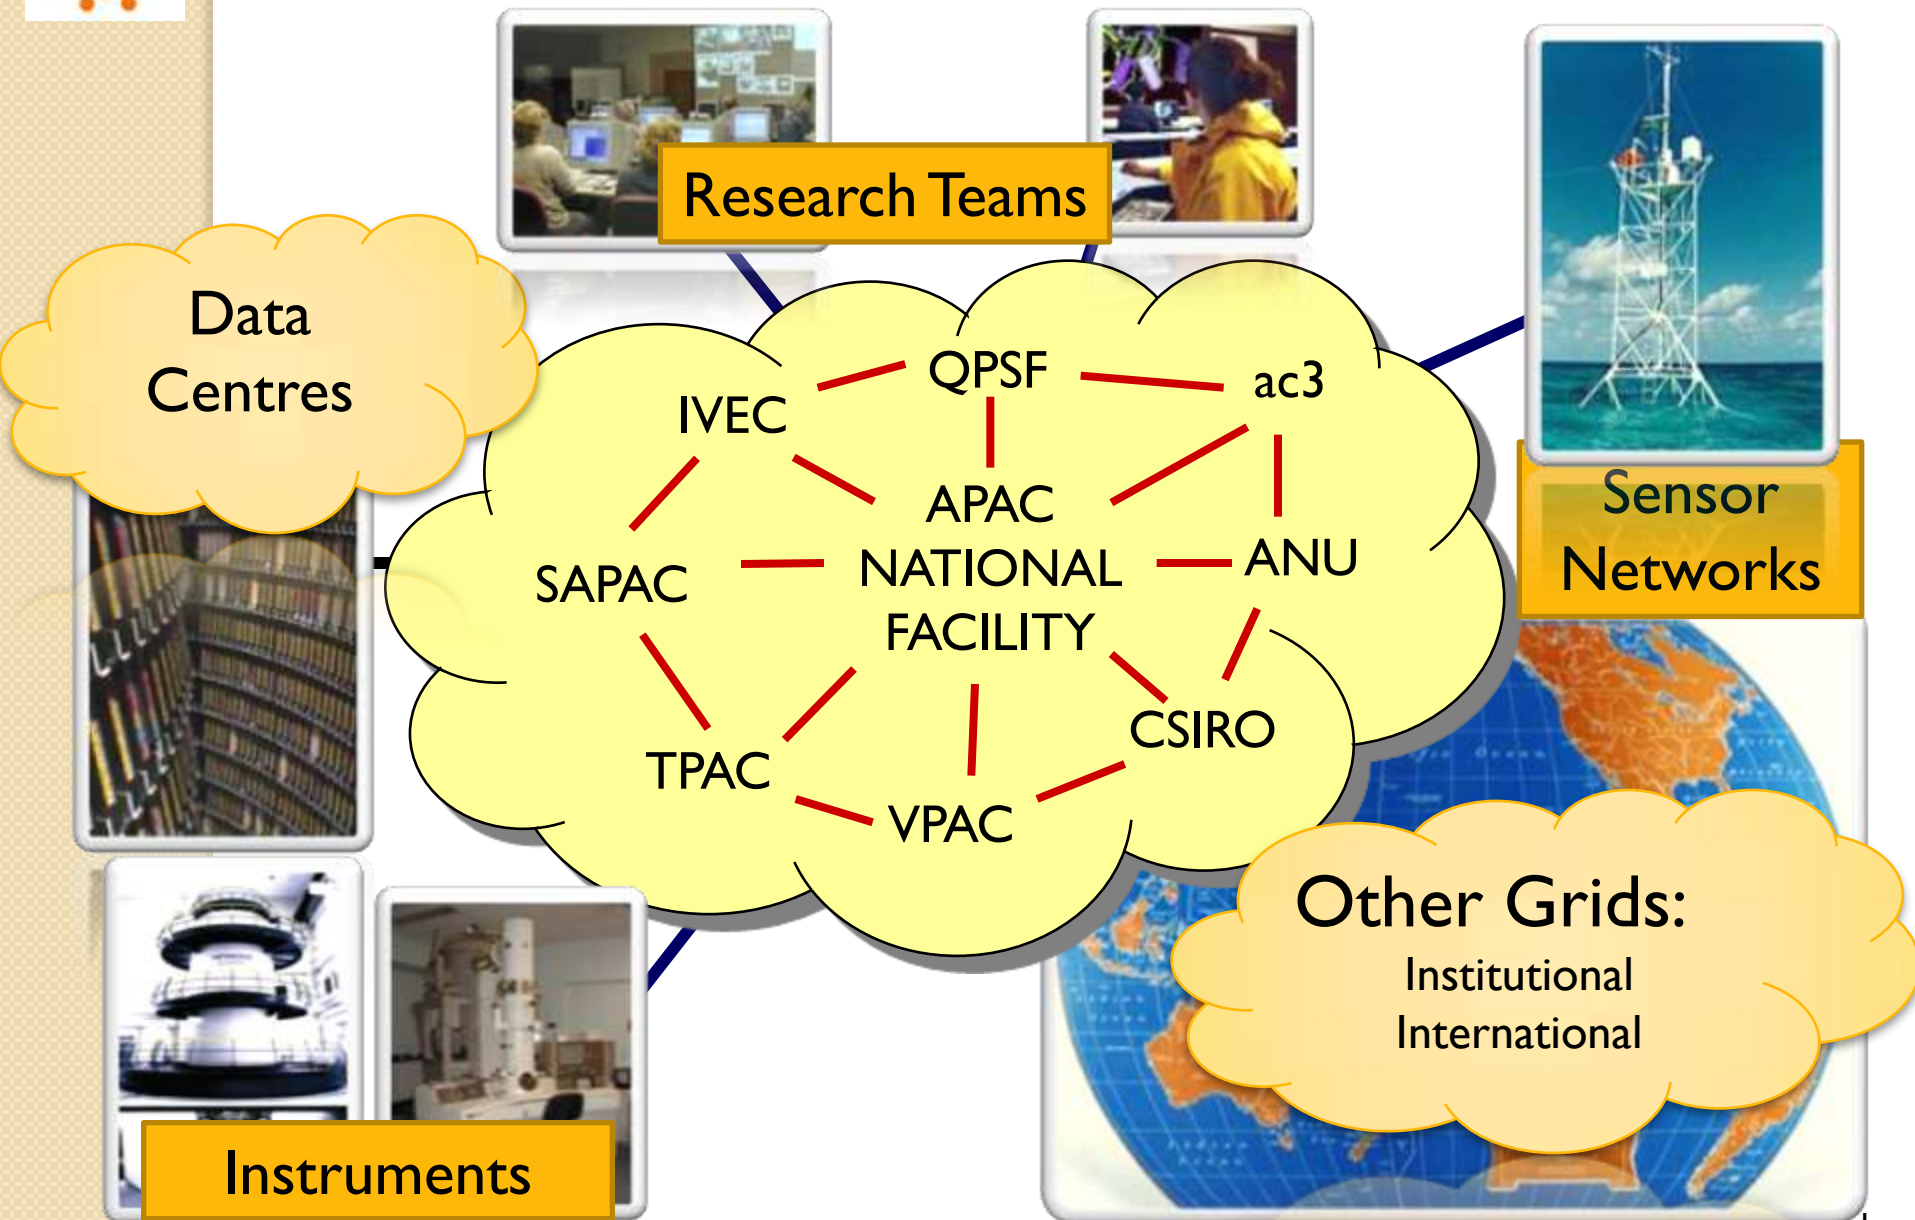 Research Teams
Data
Centres
QPSF
ac3
IVEC
APAC
NATIONAL
FACILITY
ANU
SAPAC
Sensor
Networks
CSIRO
TPAC
VPAC
Other Grids:
Institutional
International
Instruments